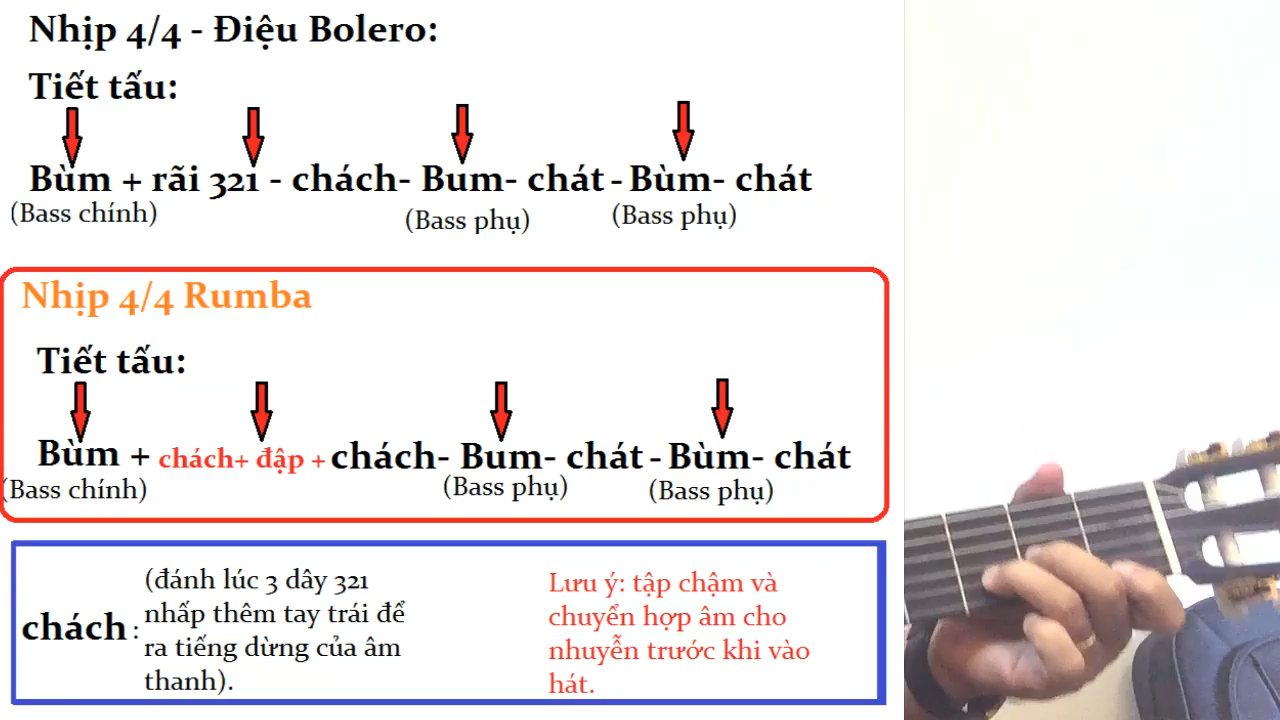 Nhịp 4/4 - Điệu Bolero:
Tiết tấu:
Bùm + rãi 321 - chách- Bum- chát - Bùm- chát
(Bass chính) (Bass phụ) (Bass phụ)
Nhịp 4/4 Rumba
Tiết tấu:
Bùm + chách+ đập + chách- Bum- chát - Bùm- chát
(Bass chính) (Bass phụ) (Bass phụ)
chách :
(đánh lúc 3 dây 321
nhấp thêm tay trái để
ra tiếng dừng của âm
thanh).
Lưu ý: tập chậm và
chuyển hợp âm cho
nhuyễn trước khi vào
hát.